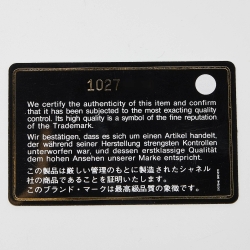 1027
We certify the authenticity of this item and confirm
that it has been subjected to the most exacting quality
control. Its high quality is a symbol of the fine reputation
of the Trademark.
Wir bestätigen, dass es sich um einen Artikel handelt,
der während seiner Herstellung strengsten Kontrollen
unterworfen war, und dessen erstklassige Qualität
dem hohen Ansehen unserer Marke entspricht.
この製品は厳しい管理のもとに製造されたシャネル
社の商品であることを証明いたします。
このブランド・マークは最高級品質の象徴です。